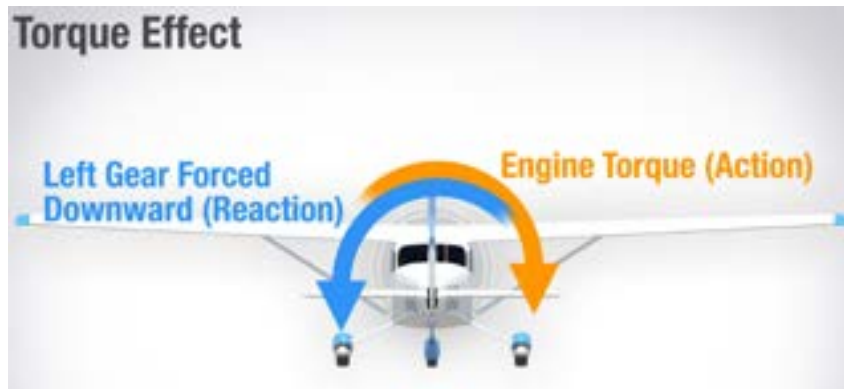 Torque Effect
Left Gear Forced
Downward (Reaction)
Engine Torque (Action)